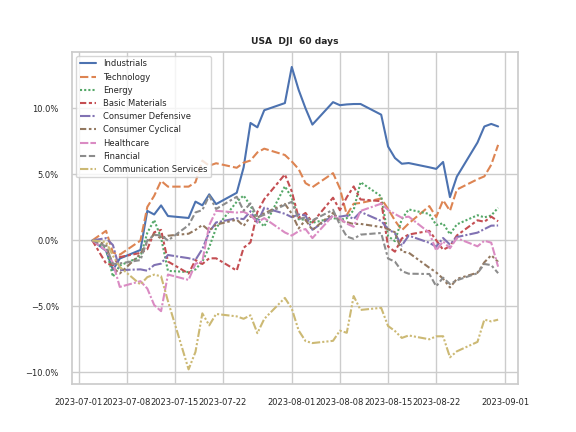 USA DJI 60 days
Industrials
Technology
Energy
Basic Materials
Consumer Defensive
Consumer Cyclical
Healthcare
Financial
Communication Services
10.0%
5.0%
0.0%
−5.0%
−10.0%
2023-07-01 2023-07-08 2023-07-15 2023-07-22 2023-08-01 2023-08-08 2023-08-15 2023-08-22 2023-09-01